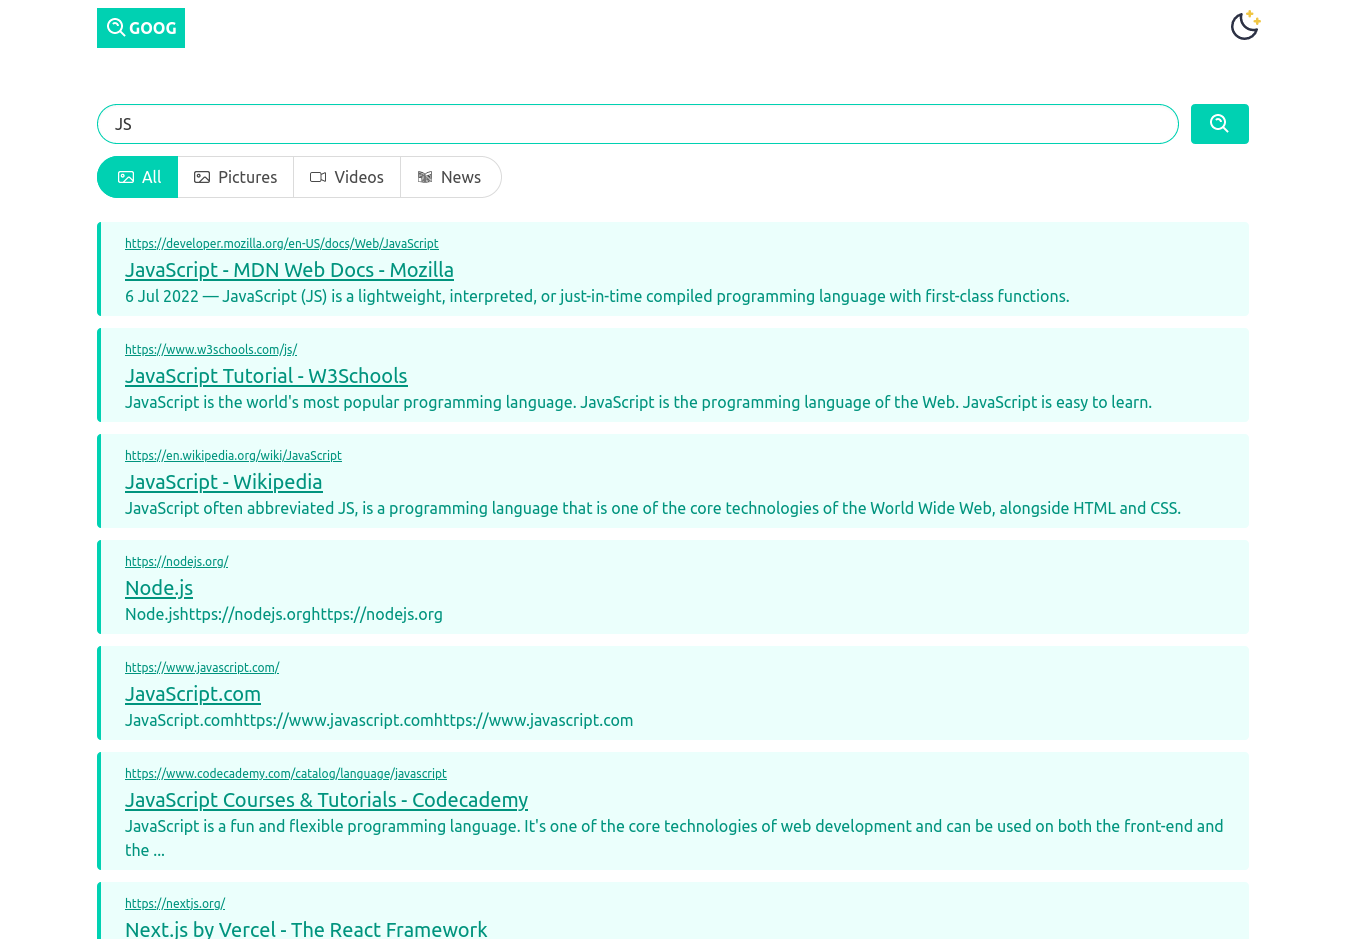 GOOG
JS
All Pictures Videos News
https://developer.mozilla.org/en-US/docs/Web/JavaScript
JavaScript - MDN Web Docs - Mozilla
6 Jul 2022 — JavaScript (JS) is a lightweight, interpreted, or just-in-time compiled programming language with first-class functions.
https://www.w3schools.com/js/
JavaScript Tutorial - W3Schools
JavaScript is the world's most popular programming language. JavaScript is the programming language of the Web. JavaScript is easy to learn.
https://en.wikipedia.org/wiki/JavaScript
JavaScript - Wikipedia
JavaScript often abbreviated JS, is a programming language that is one of the core technologies of the World Wide Web, alongside HTML and CSS.
https://nodejs.org/
Node.js
Node.jshttps://nodejs.orghttps://nodejs.org
https://www.javascript.com/
JavaScript.com
JavaScript.comhttps://www.javascript.comhttps://www.javascript.com
https://www.codecademy.com/catalog/language/javascript
JavaScript Courses & Tutorials - Codecademy
JavaScript is a fun and flexible programming language. It's one of the core technologies of web development and can be used on both the front-end and
the ...
https://nextjs.org/
Next.js by Vercel - The React Framework